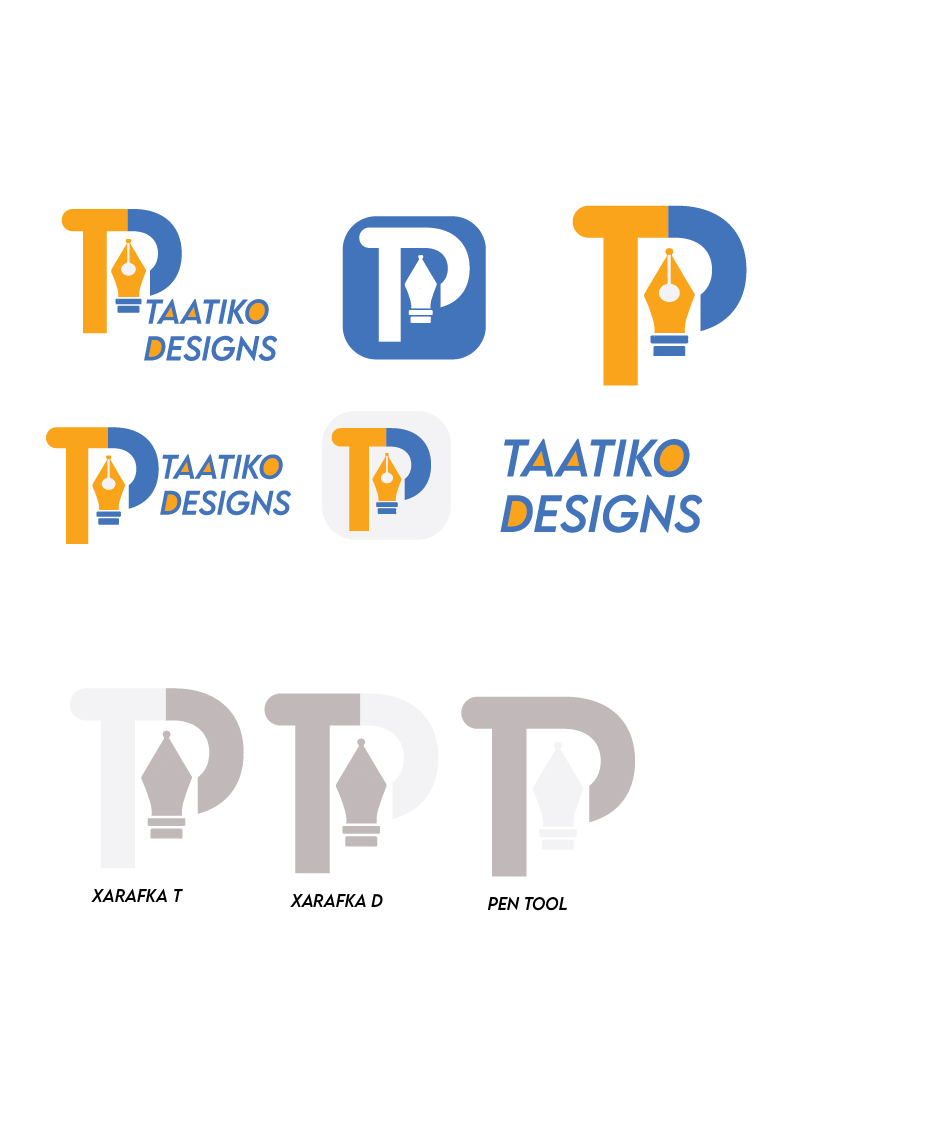 TAATIKO
DESIGNS
TAATIKO
DESIGNS
TAATIKO
DESIGNS
XARAFKA T
XARAFKA D
PEN TOOL